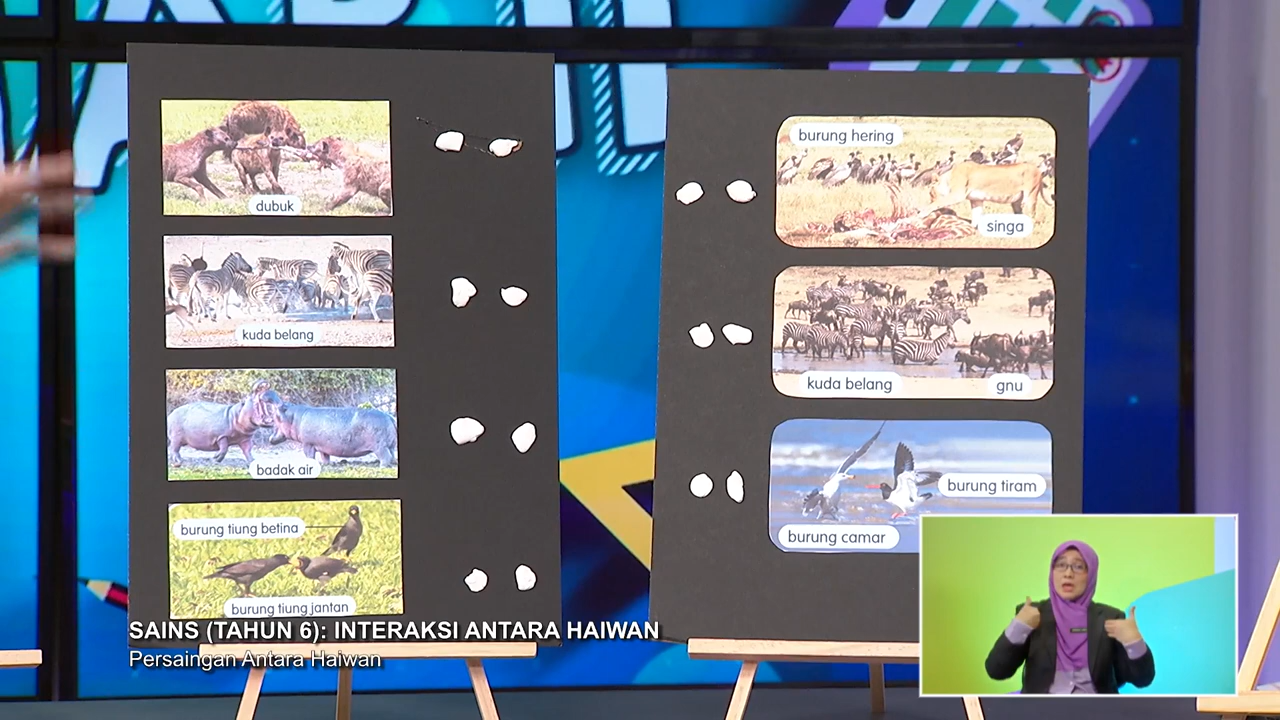 dubuk
kuda belang
badak air
burung tiung betina
burung tiung jantan
burung hering
singa
kuda belang
gnu
burung tiram
burung camar
SAINS (TAHUN 6): INTERAKSI ANTARA HAIWAN
Persaingan Antara Haiwan